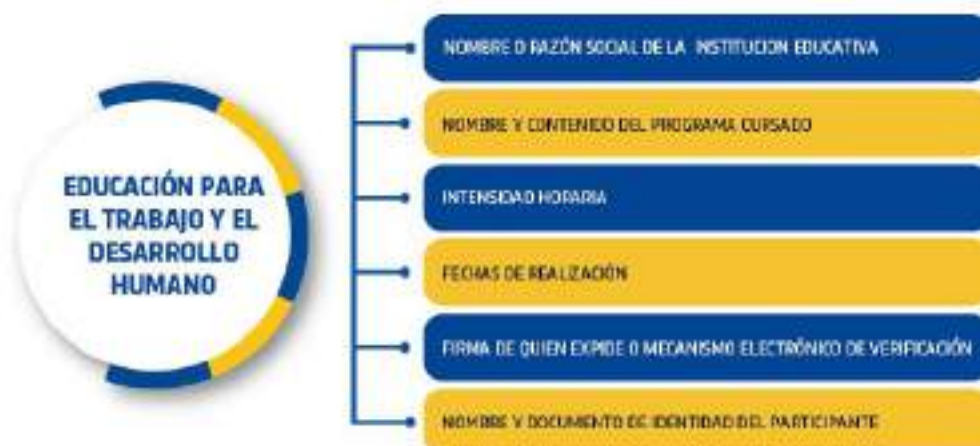 EDUCACIÓN PARA
EL TRABAJO Y EL
DESARROLLO
HUMANO
NOMBRE O RAZÓN SOCIAL DE LA INSTITUCION EDUCATIVA
NOMBRE Y CONTENIDO DEL PROGRAMA CURSADO
INTENSIDAD HORARIA
FECHAS DE REALIZACIÓN
FIRMA DE QUIEN EXPIDE O MECANISMO ELECTRÓNICO DE VERIFICACIÓN
NOMBRE Y DOCUMENTO DE IDENTIDAD DEL PARTICIPANTE